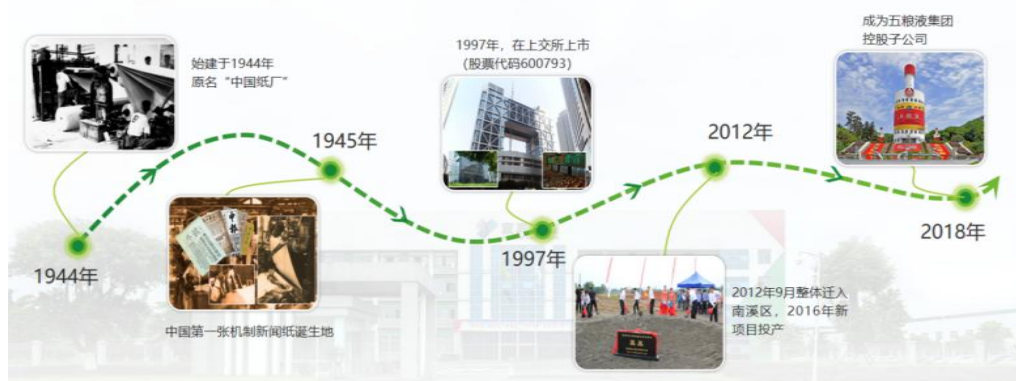 始建于1944年
原名“中国纸厂”
1944年
1945年
中国第一张机制新闻纸诞生地
1997年，在上交所上市
（股票代码600793）
1997年
2012年
2012年9月整体迁入
南溪区，2016年新
项目投产
成为五粮液集团
控股子公司
2018年